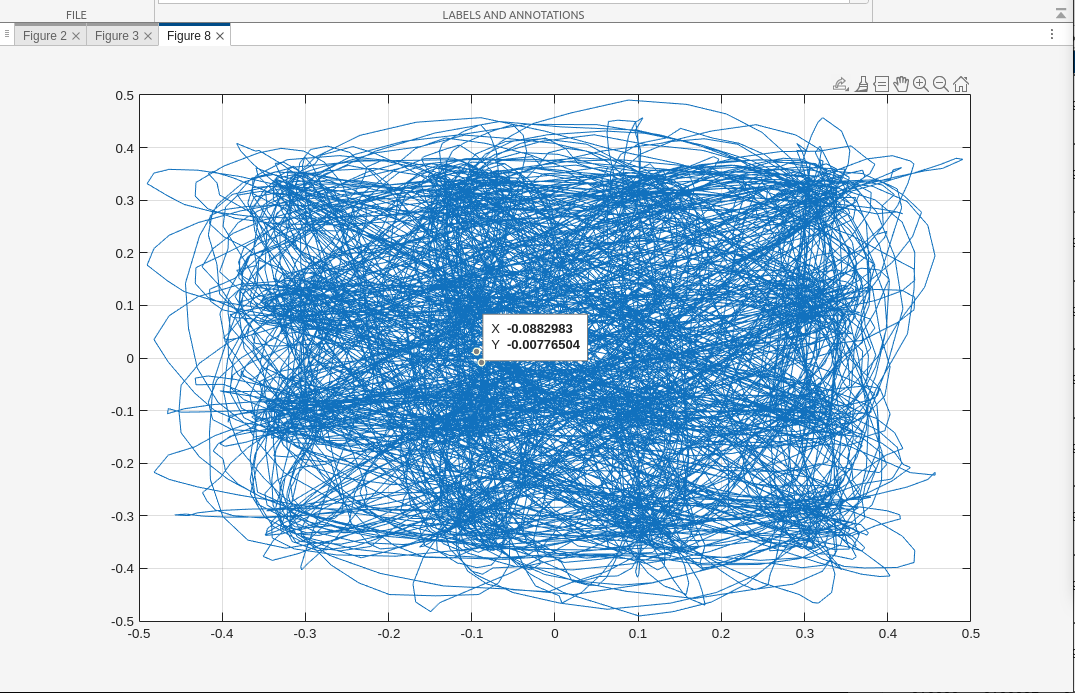 FILE
LABELS AND ANNOTATIONS
Figure 2
Figure 3
Figure 8
0.5
0.4
0.3
0.2
0.1
0
-0.1
-0.2
-0.3
-0.4
-0.5
X -0.0882983
Y -0.00776504
-0.5 -0.4 -0.3 -0.2 -0.1 0 0.1 0.2 0.3 0.4 0.5